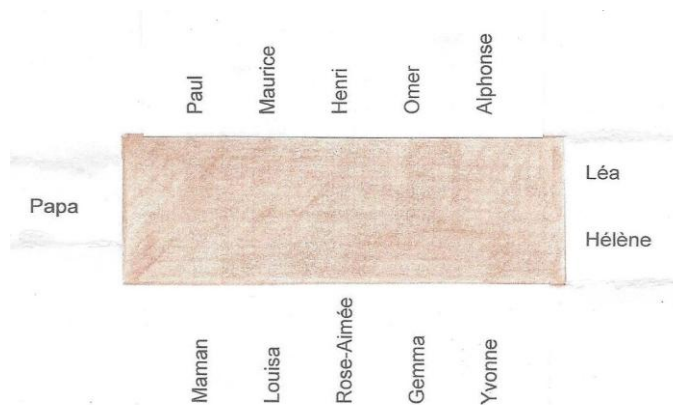 Paul
Maurice
Henri
Omer
Alphonse
Papa
Léa
Hélène
Maman
Louisa
Rose-Aimée
Gemma
Yvonne